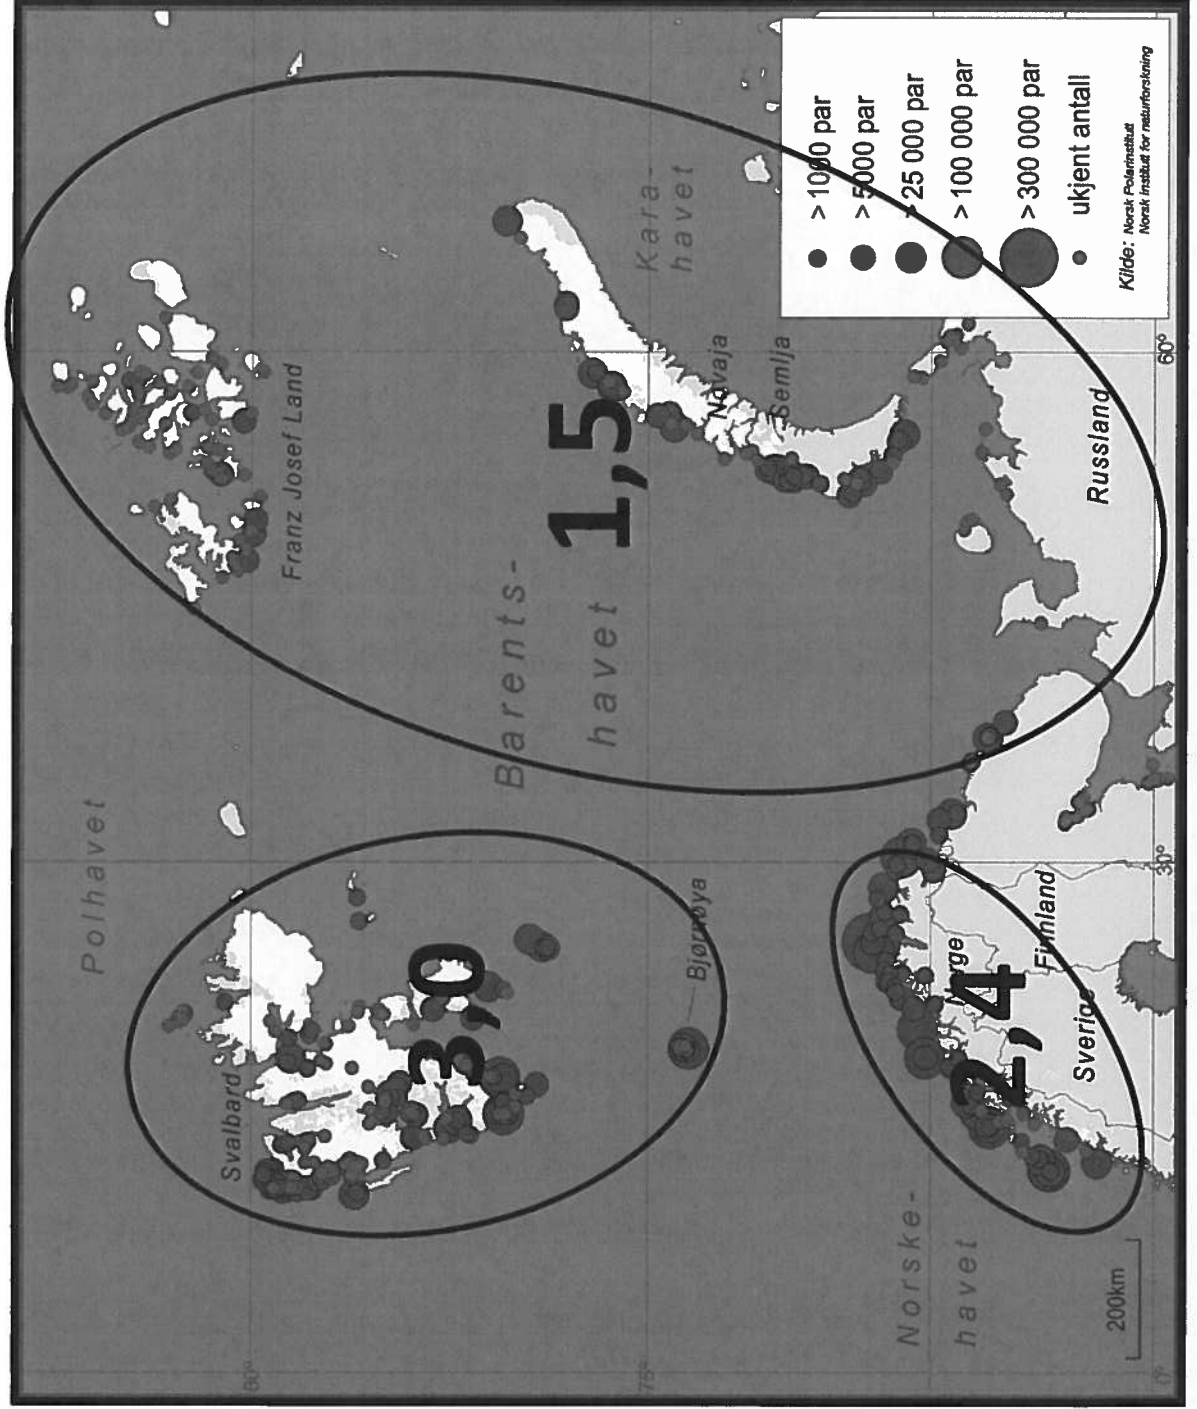 Polhavet
Svalbard
Franz Josef Land
Barents-
havet
Kara-
havet
Novaja
Semlja
Bjørnøya
Norske-
havet
Norge
Sverige
Finland
Russland
3,0
1,5
2,4
80°
75°
0°
30°
60°
200km
> 1000 par
> 5000 par
> 25 000 par
> 100 000 par
> 300 000 par
ukjent antall
Kilde: Norsk Polarinstitutt
Norsk institutt for naturforskning